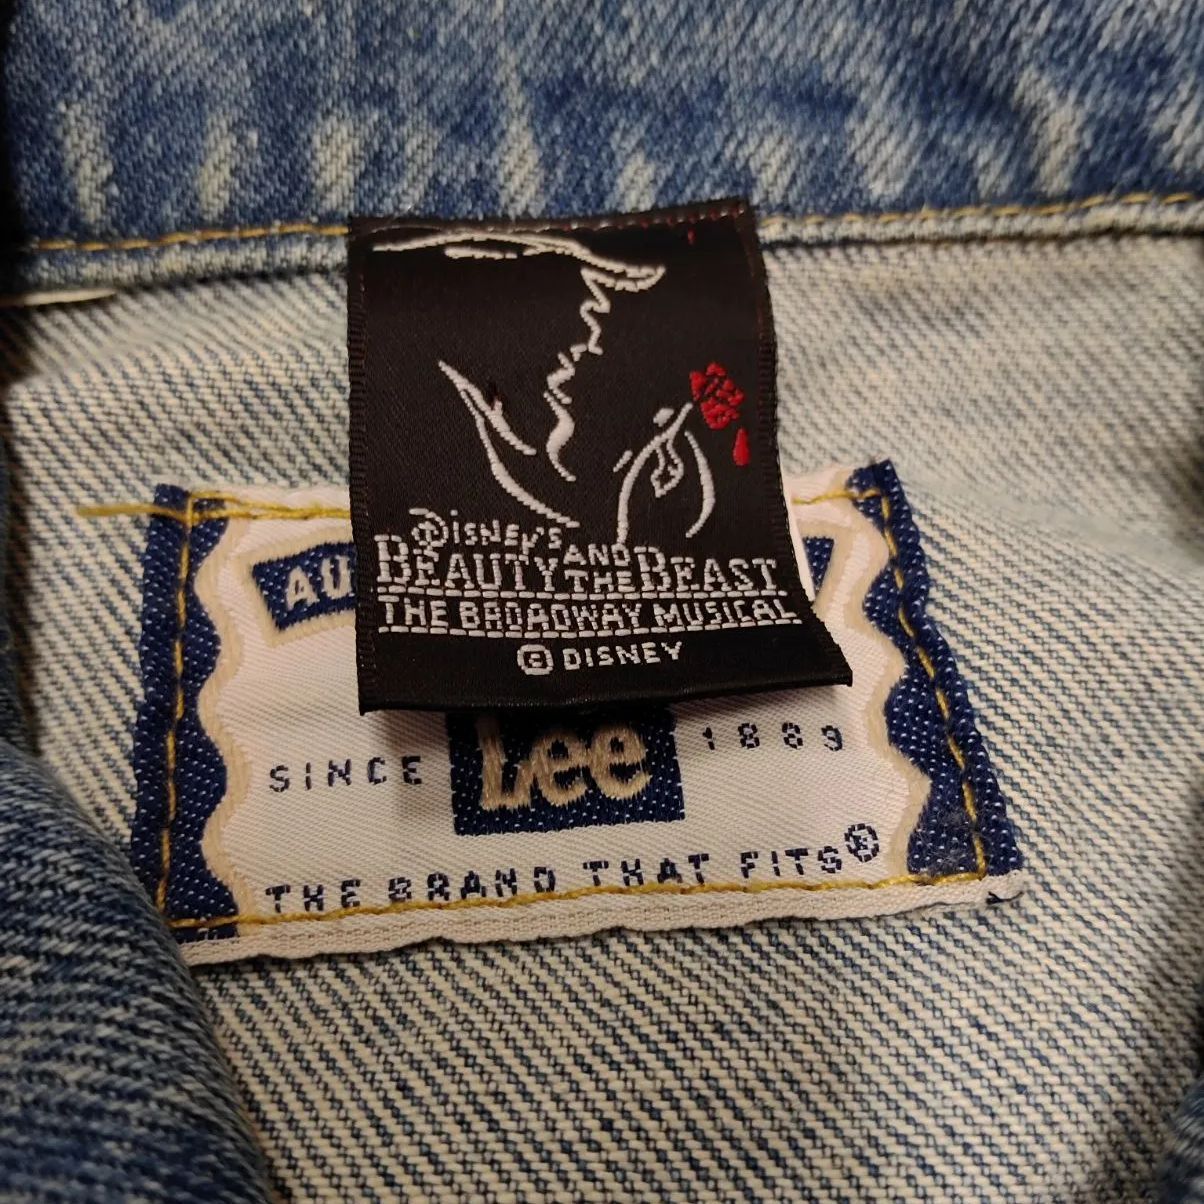 DISNEY'S
BEAUTY AND THE BEAST
THE BROADWAY MUSICAL
© DISNEY
SINCE Lee 1889
THE BRAND THAT FITS®